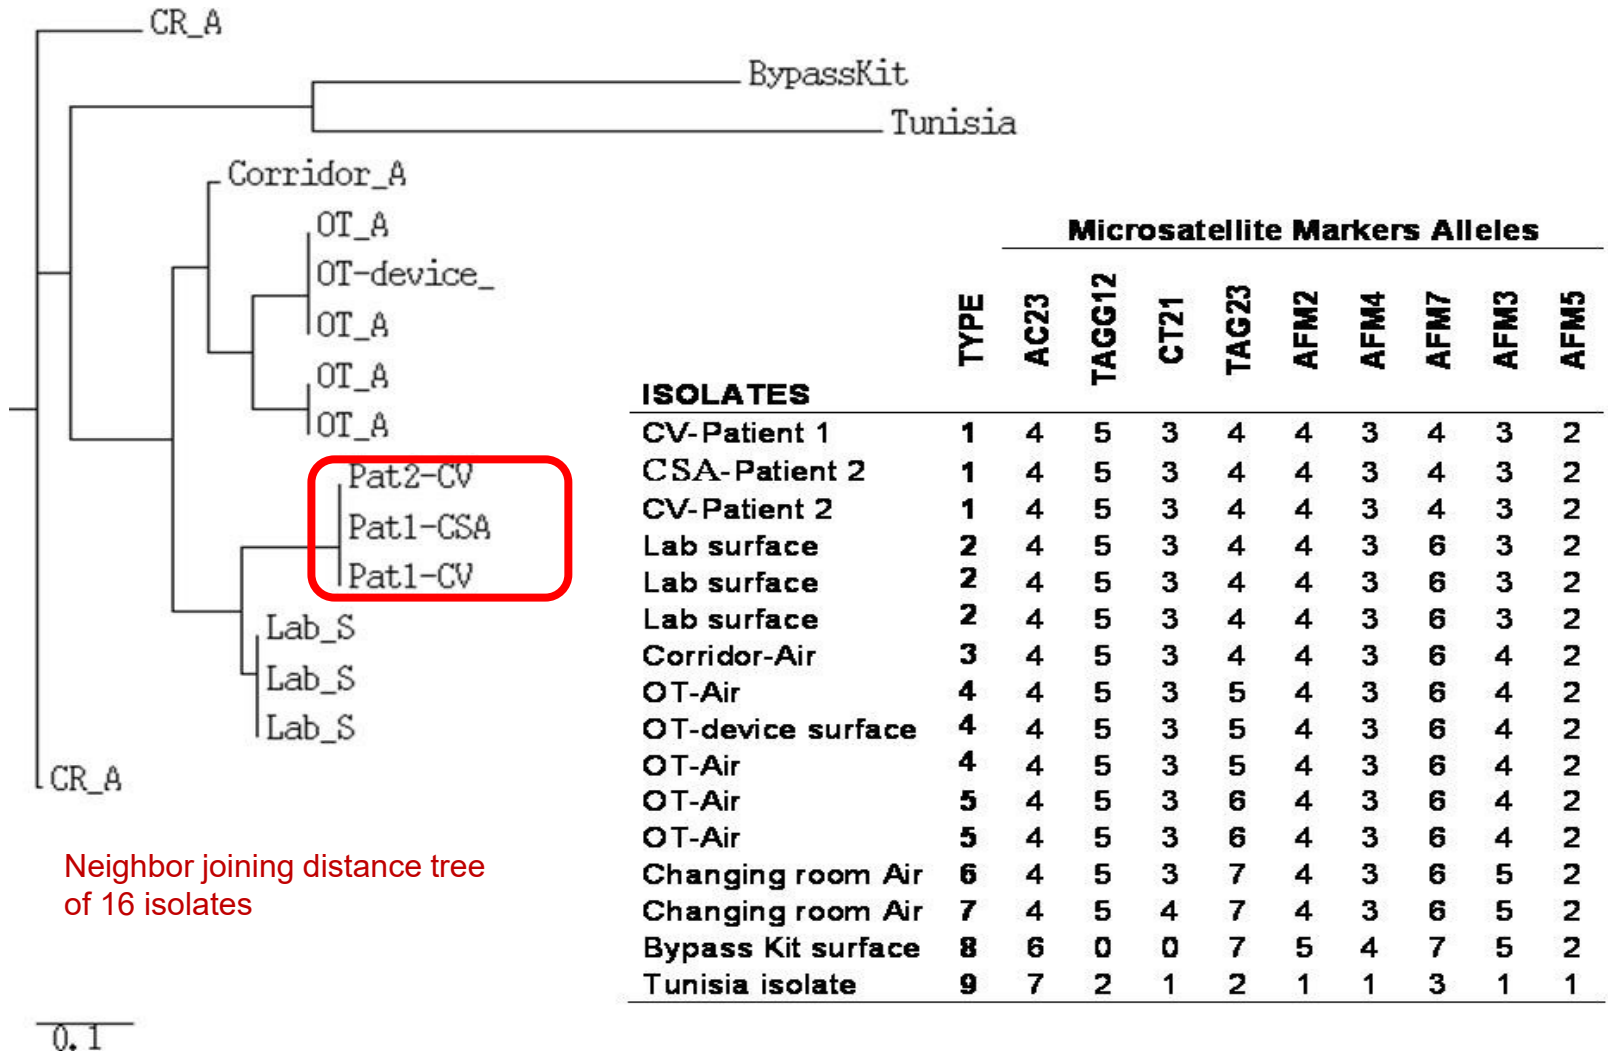 CR_A
BypassKit
Tunisia
Corridor_A
OT_A
OT-device_
OT_A
OT_A
OT_A
Pat2-CV
Pat1-CSA
Pat1-CV
Lab_S
Lab_S
Lab_S
CR_A
Neighbor joining distance tree
of 16 isolates
0.1
Microsatellite Markers Alleles
ISOLATES TYPE AC23 TAGG12 CT21 TAG23 AFM2 AFM4 AFM7 AFM3 AFM5
CV-Patient 1 1 4 5 3 4 4 3 4 3 2
CSA-Patient 2 1 4 5 3 4 4 3 4 3 2
CV-Patient 2 1 4 5 3 4 4 3 4 3 2
Lab surface 2 4 5 3 4 4 3 6 3 2
Lab surface 2 4 5 3 4 4 3 6 3 2
Lab surface 2 4 5 3 4 4 3 6 3 2
Corridor-Air 3 4 5 3 4 4 3 6 4 2
OT-Air 4 4 5 3 5 4 3 6 4 2
OT-device surface 4 4 5 3 5 4 3 6 4 2
OT-Air 4 4 5 3 5 4 3 6 4 2
OT-Air 5 4 5 3 6 4 3 6 4 2
OT-Air 5 4 5 3 6 4 3 6 4 2
Changing room Air 6 4 5 3 7 4 3 6 5 2
Changing room Air 7 4 5 4 7 4 3 6 5 2
Bypass Kit surface 8 6 0 0 7 5 4 7 5 2
Tunisia isolate 9 7 2 1 2 1 1 3 1 1